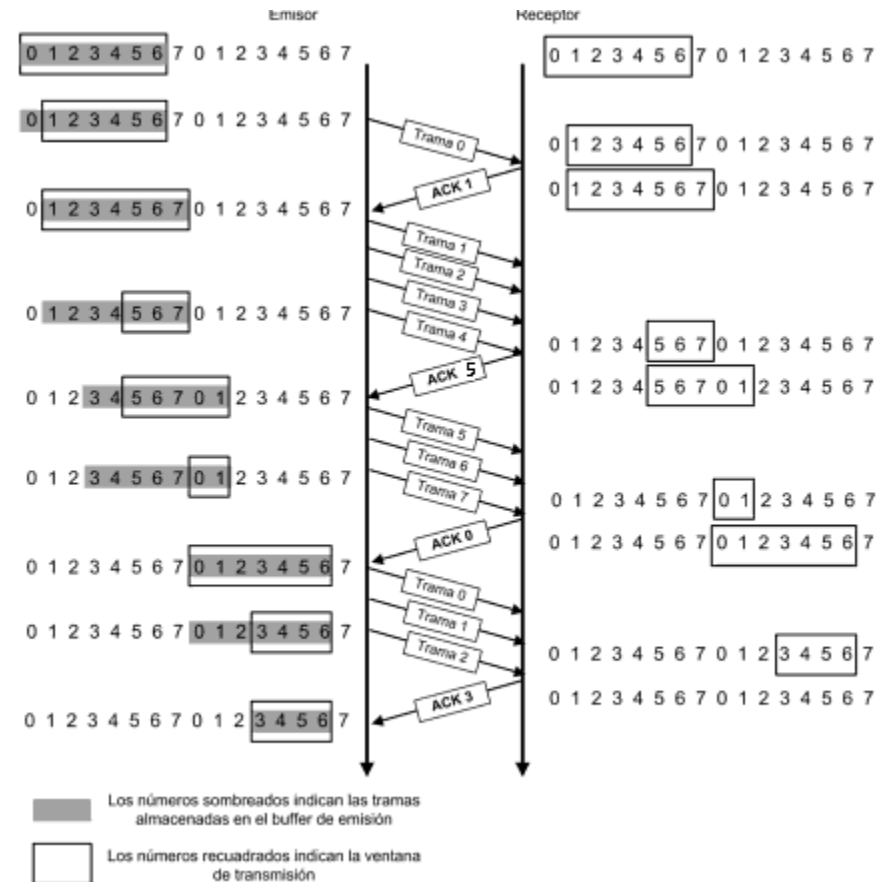 Emisor Receptor
0 1 2 3 4 5 6 7 0 1 2 3 4 5 6 7 0 1 2 3 4 5 6 7 0 1 2 3 4 5 6 7
0 1 2 3 4 5 6 7 0 1 2 3 4 5 6 7
Trama 0
0 1 2 3 4 5 6 7 0 1 2 3 4 5 6 7
ACK 1
0 1 2 3 4 5 6 7 0 1 2 3 4 5 6 7
0 1 2 3 4 5 6 7 0 1 2 3 4 5 6 7
Trama 1
Trama 2
Trama 3
0 1 2 3 4 5 6 7 0 1 2 3 4 5 6 7
Trama 4
0 1 2 3 4 5 6 7 0 1 2 3 4 5 6 7
ACK 5
0 1 2 3 4 5 6 7 0 1 2 3 4 5 6 7
0 1 2 3 4 5 6 7 0 1 2 3 4 5 6 7
Trama 5
Trama 6
0 1 2 3 4 5 6 7 0 1 2 3 4 5 6 7
Trama 7
0 1 2 3 4 5 6 7 0 1 2 3 4 5 6 7
ACK 0
0 1 2 3 4 5 6 7 0 1 2 3 4 5 6 7
0 1 2 3 4 5 6 7 0 1 2 3 4 5 6 7
Trama 0
Trama 1
0 1 2 3 4 5 6 7 0 1 2 3 4 5 6 7
Trama 2
0 1 2 3 4 5 6 7 0 1 2 3 4 5 6 7
ACK 3
0 1 2 3 4 5 6 7 0 1 2 3 4 5 6 7
0 1 2 3 4 5 6 7 0 1 2 3 4 5 6 7
Los números sombreados indican las tramas
almacenadas en el buffer de emisión
Los números recuadrados indican la ventana
de transmisión